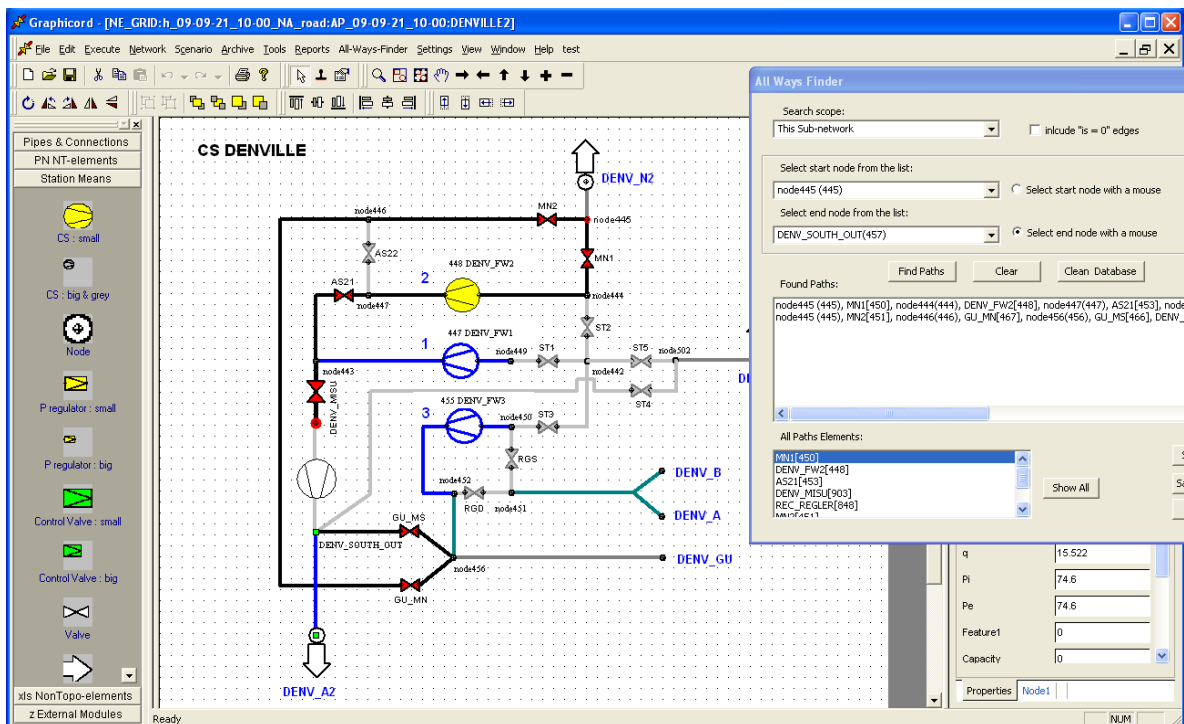 Graphicord - [NE_GRID:h_09-09-21_10-00_NA_road:AP_09-09-21_10-00:DENVILLE2]
File Edit Execute Network Scenario Archive Tools Reports All-Ways-Finder Settings View Window Help test
Pipes & Connections
PN NT-elements
Station Means
CS : small
CS : big & grey
Node
P regulator : small
P regulator : big
Control Valve : small
Control Valve : big
Valve
xls NonTopo-elements
z External Modules
CS DENVILLE
DENV_N2
node446
MN2
node445
AS22
MN1
448 DENV_FW2
AS21
2
node447
node444
ST2
447 DENV_FW1
1
node449
ST1
ST5
node502
node443
node442
DENV_MISU
ST4
455 DENV_FW3
3
node450
ST3
RGS
DENV_B
node452
RGD
node451
DENV_A
GU_MS
DENV_SOUTH_OUT
DENV_GU
node456
GU_MN
DENV_A2
All Ways Finder
Search scope:
This Sub-network
inlcude "is = 0" edges
Select start node from the list:
node445 (445)
Select start node with a mouse
Select end node from the list:
DENV_SOUTH_OUT(457)
Select end node with a mouse
Find Paths
Clear
Clean Database
Found Paths:
node445 (445), MN1[450], node444(444), DENV_FW2[448], node447(447), AS21[453], node
node445 (445), MN2[451], node446(446), GU_MN[467], node456(456), GU_MS[466], DENV_
All Paths Elements:
MN1[450]
DENV_FW2[448]
AS21[453]
DENV_MISU[903]
REC_REGLER[848]
MN2[451]
Show All
q
15.522
Pi
74.6
Pe
74.6
Feature1
0
Capacity
0
Properties
Node1
Ready
NUM